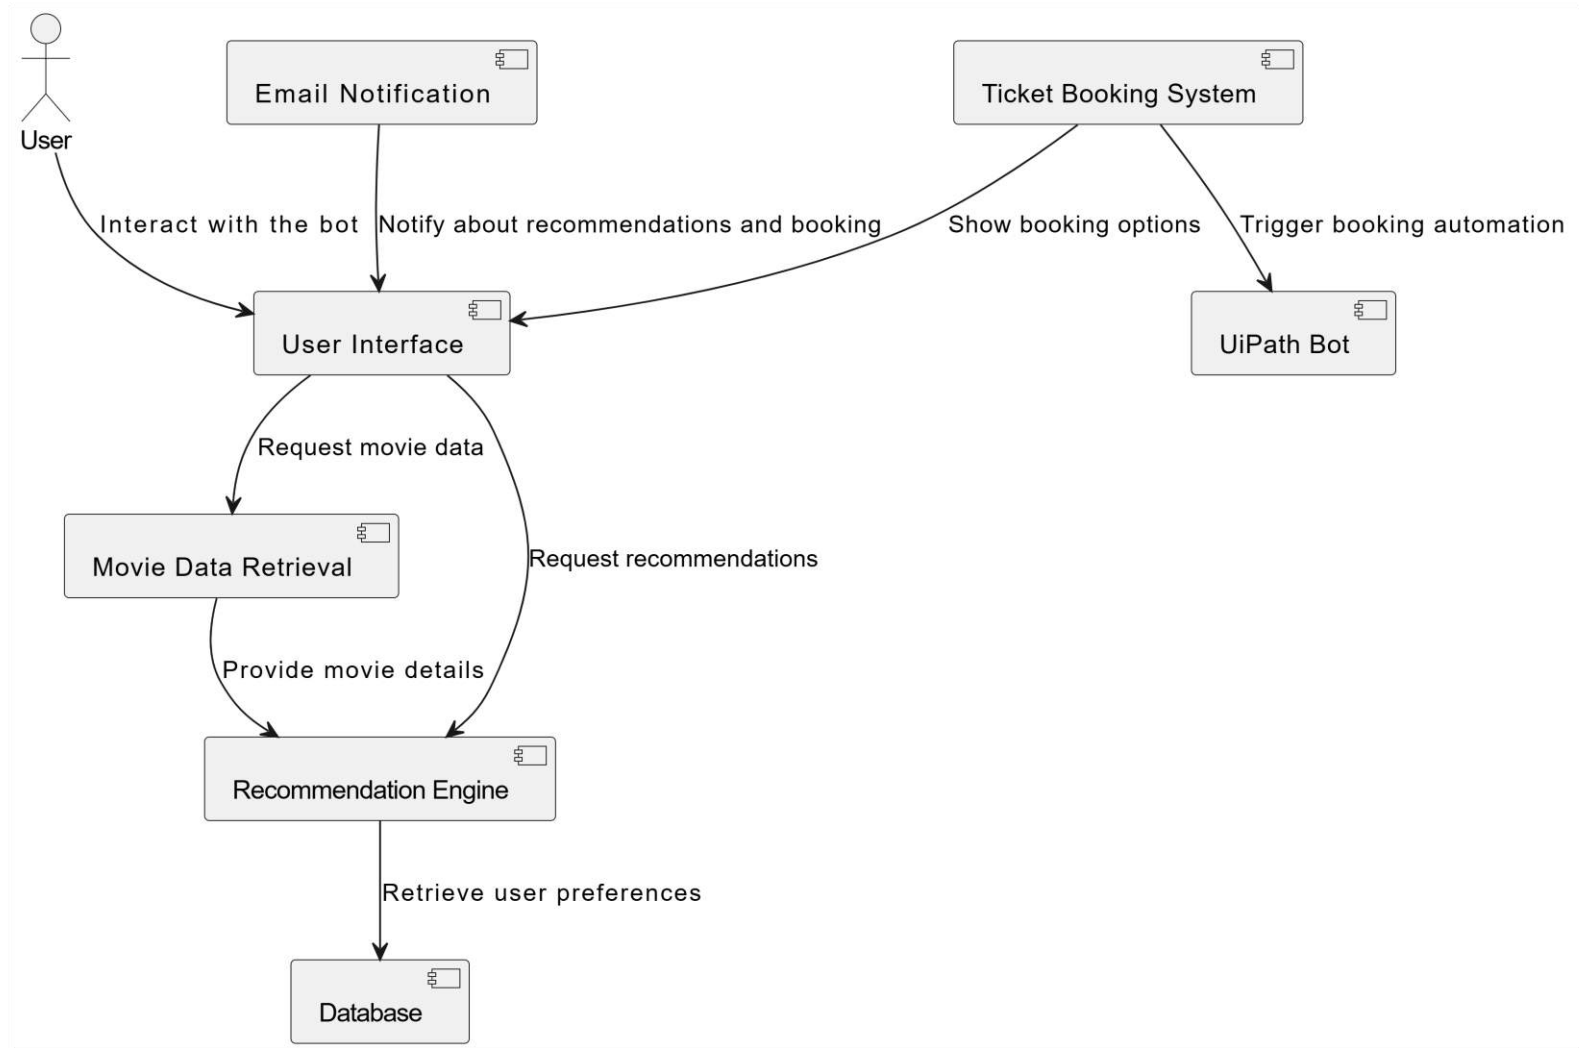 Email Notification
Ticket Booking System
User
Interact with the bot
Notify about recommendations and booking
Show booking options
Trigger booking automation
User Interface
UiPath Bot
Request movie data
Movie Data Retrieval
Request recommendations
Provide movie details
Recommendation Engine
Retrieve user preferences
Database